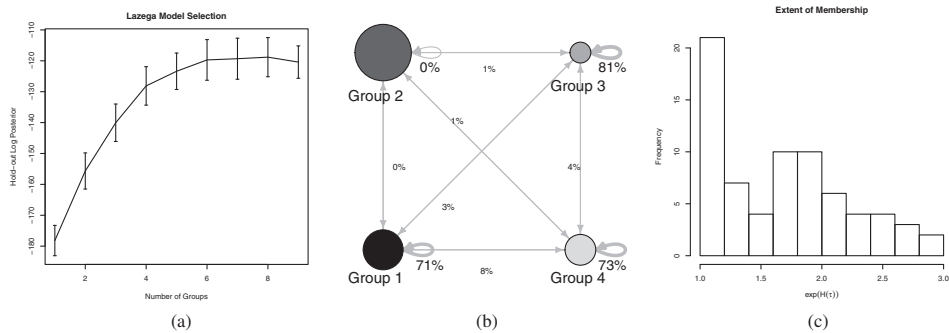 Lazega Model Selection
Hold-out Log Posterior
-110
-120
-130
-140
-150
-160
-170
-180
2
4
6
8
Number of Groups
(a)
Group 2
0%
1%
Group 3
81%
1%
0%
4%
3%
Group 1
71%
8%
Group 4
73%
(b)
Extent of Membership
Frequency
20
15
10
5
0
1.0
1.5
2.0
2.5
3.0
exp(H(τ))
(c)